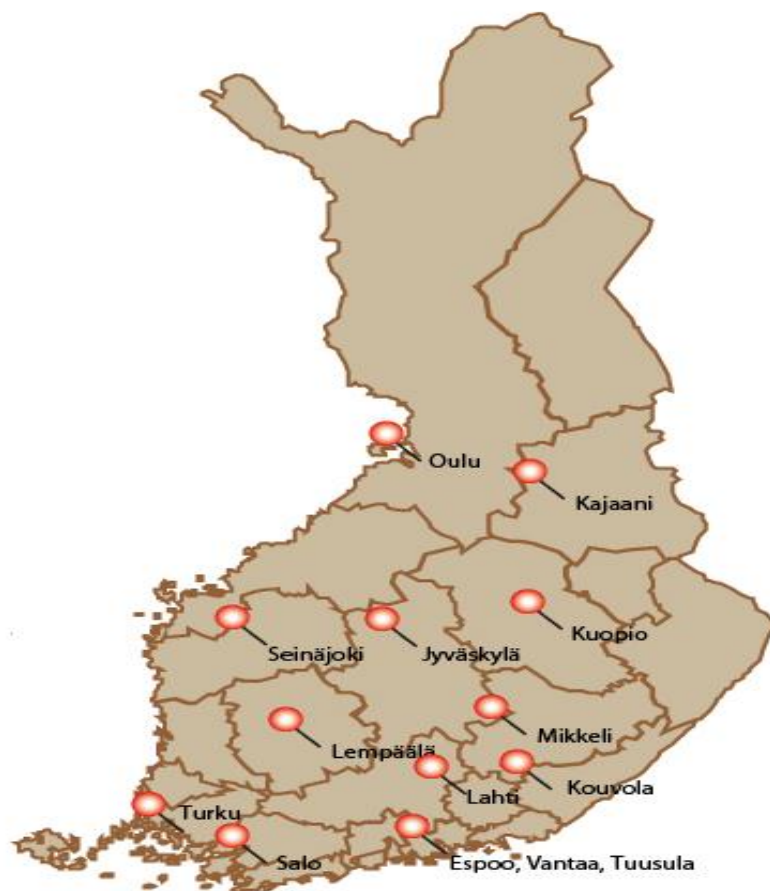 Oulu
Kajaani
Kuopio
Seinäjoki
Jyväskylä
Mikkeli
Lempäälä
Kouvola
Lahti
Turku
Salo
Espoo, Vantaa, Tuusula